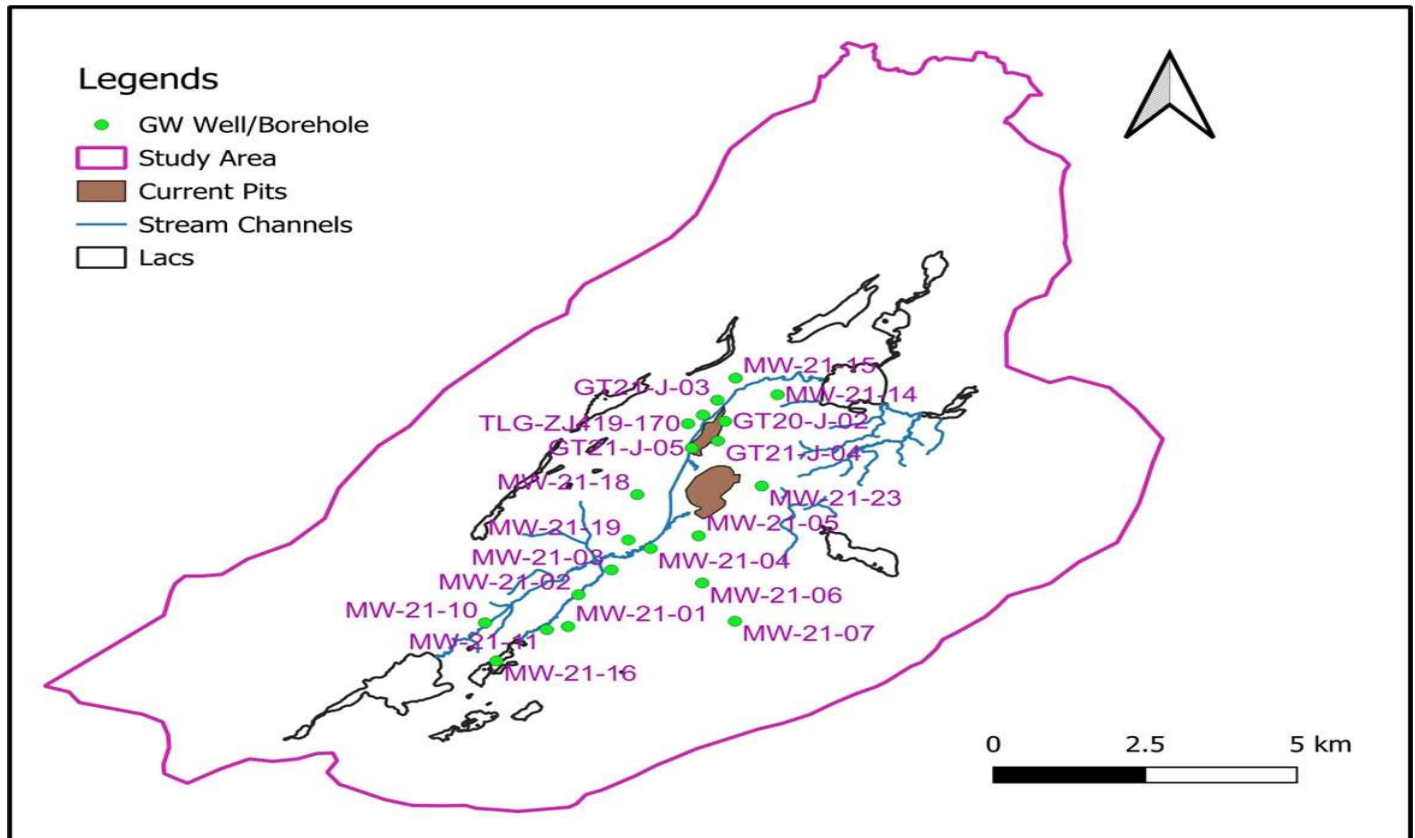 Legends
GW Well/Borehole
Study Area
Current Pits
Stream Channels
Lacs
MW-21-15
GT21-J-03
MW-21-14
TLG-ZJ419-170
GT20-J-02
GT21-J-05
GT21-J-04
MW-21-18
MW-21-23
MW-21-19
MW-21-05
MW-21-03
MW-21-04
MW-21-02
MW-21-06
MW-21-10
MW-21-01
MW-21-07
MW-21-11
MW-21-16
0 2.5 5 km